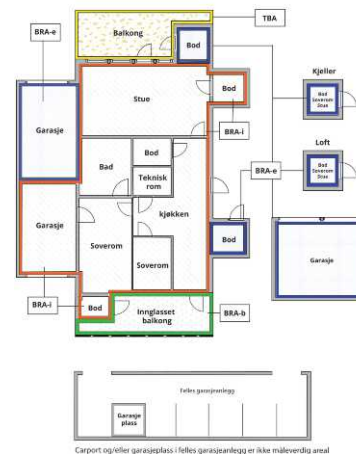 TBA
BRA-e
Balkong
Bod
Kjeller
Bod
Soverom
Stue
Stue
Bod
BRA-i
Loft
Garasje
Bod
Soverom
Stue
Bad
Bod
BRA-e
Teknisk
rom
Garasje
kjøkken
Soverom
Bod
Garasje
Soverom
BRA-i
Bod
Innglasset
balkong
BRA-b
Felles garasjeanlegg
Garasje
plass
Carport og/eller garasjeplass i felles garasjeanlegg er ikke måleverdig areal